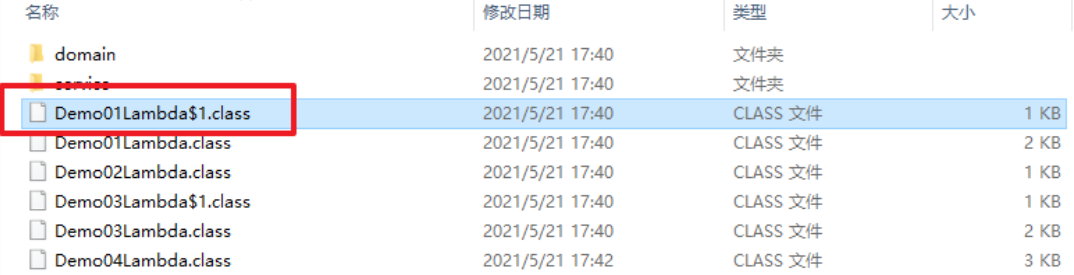 名称 修改日期 类型 大小
domain 2021/5/21 17:40 文件夹
service 2021/5/21 17:40 文件夹
Demo01Lambda$1.class 2021/5/21 17:40 CLASS 文件 1 KB
Demo01Lambda.class 2021/5/21 17:40 CLASS 文件 2 KB
Demo02Lambda.class 2021/5/21 17:40 CLASS 文件 1 KB
Demo03Lambda$1.class 2021/5/21 17:40 CLASS 文件 1 KB
Demo03Lambda.class 2021/5/21 17:40 CLASS 文件 2 KB
Demo04Lambda.class 2021/5/21 17:42 CLASS 文件 3 KB